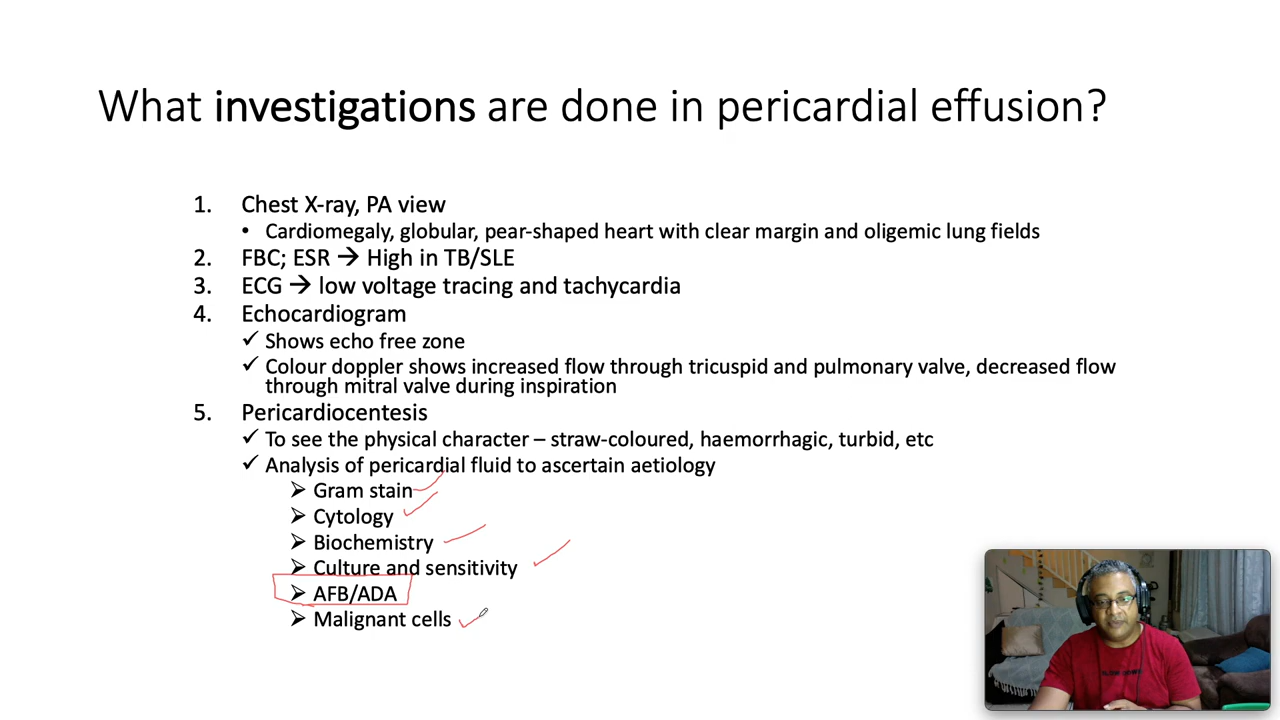 What investigations are done in pericardial effusion?
1. Chest X-ray, PA view
• Cardiomegaly, globular, pear-shaped heart with clear margin and oligemic lung fields
2. FBC; ESR → High in TB/SLE
3. ECG → low voltage tracing and tachycardia
4. Echocardiogram
✓ Shows echo free zone
✓ Colour doppler shows increased flow through tricuspid and pulmonary valve, decreased flow
through mitral valve during inspiration
5. Pericardiocentesis
✓ To see the physical character – straw-coloured, haemorrhagic, turbid, etc
✓ Analysis of pericardial fluid to ascertain aetiology
➢ Gram stain
➢ Cytology
➢ Biochemistry
➢ Culture and sensitivity
➢ AFB/ADA
➢ Malignant cells